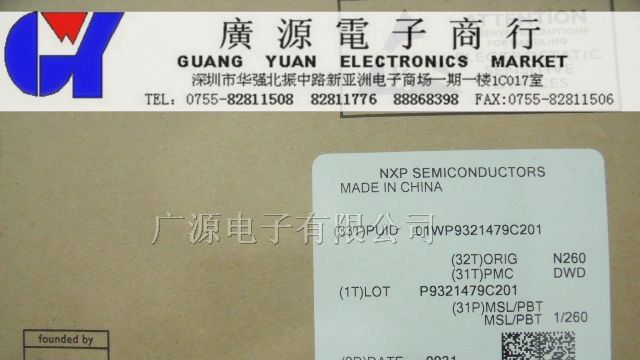 廣源電子商行
GUANG YUAN ELECTRONICS MARKET
深圳市华强北振中路新亚洲电子商场一期一楼1C017室
TEL: 0755-82811508 82811776 88868398 FAX:0755-82811506
ATTENTION
NXP SEMICONDUCTORS
MADE IN CHINA
广源电子有限公司
(33T)PUID 01WP9321479C201
(32T)ORIG N260
(31T)PMC DWD
(1T)LOT P9321479C201
(31P)MSL/PBT
MSL/PBT 1/260
founded by
(9D)DATE 0931